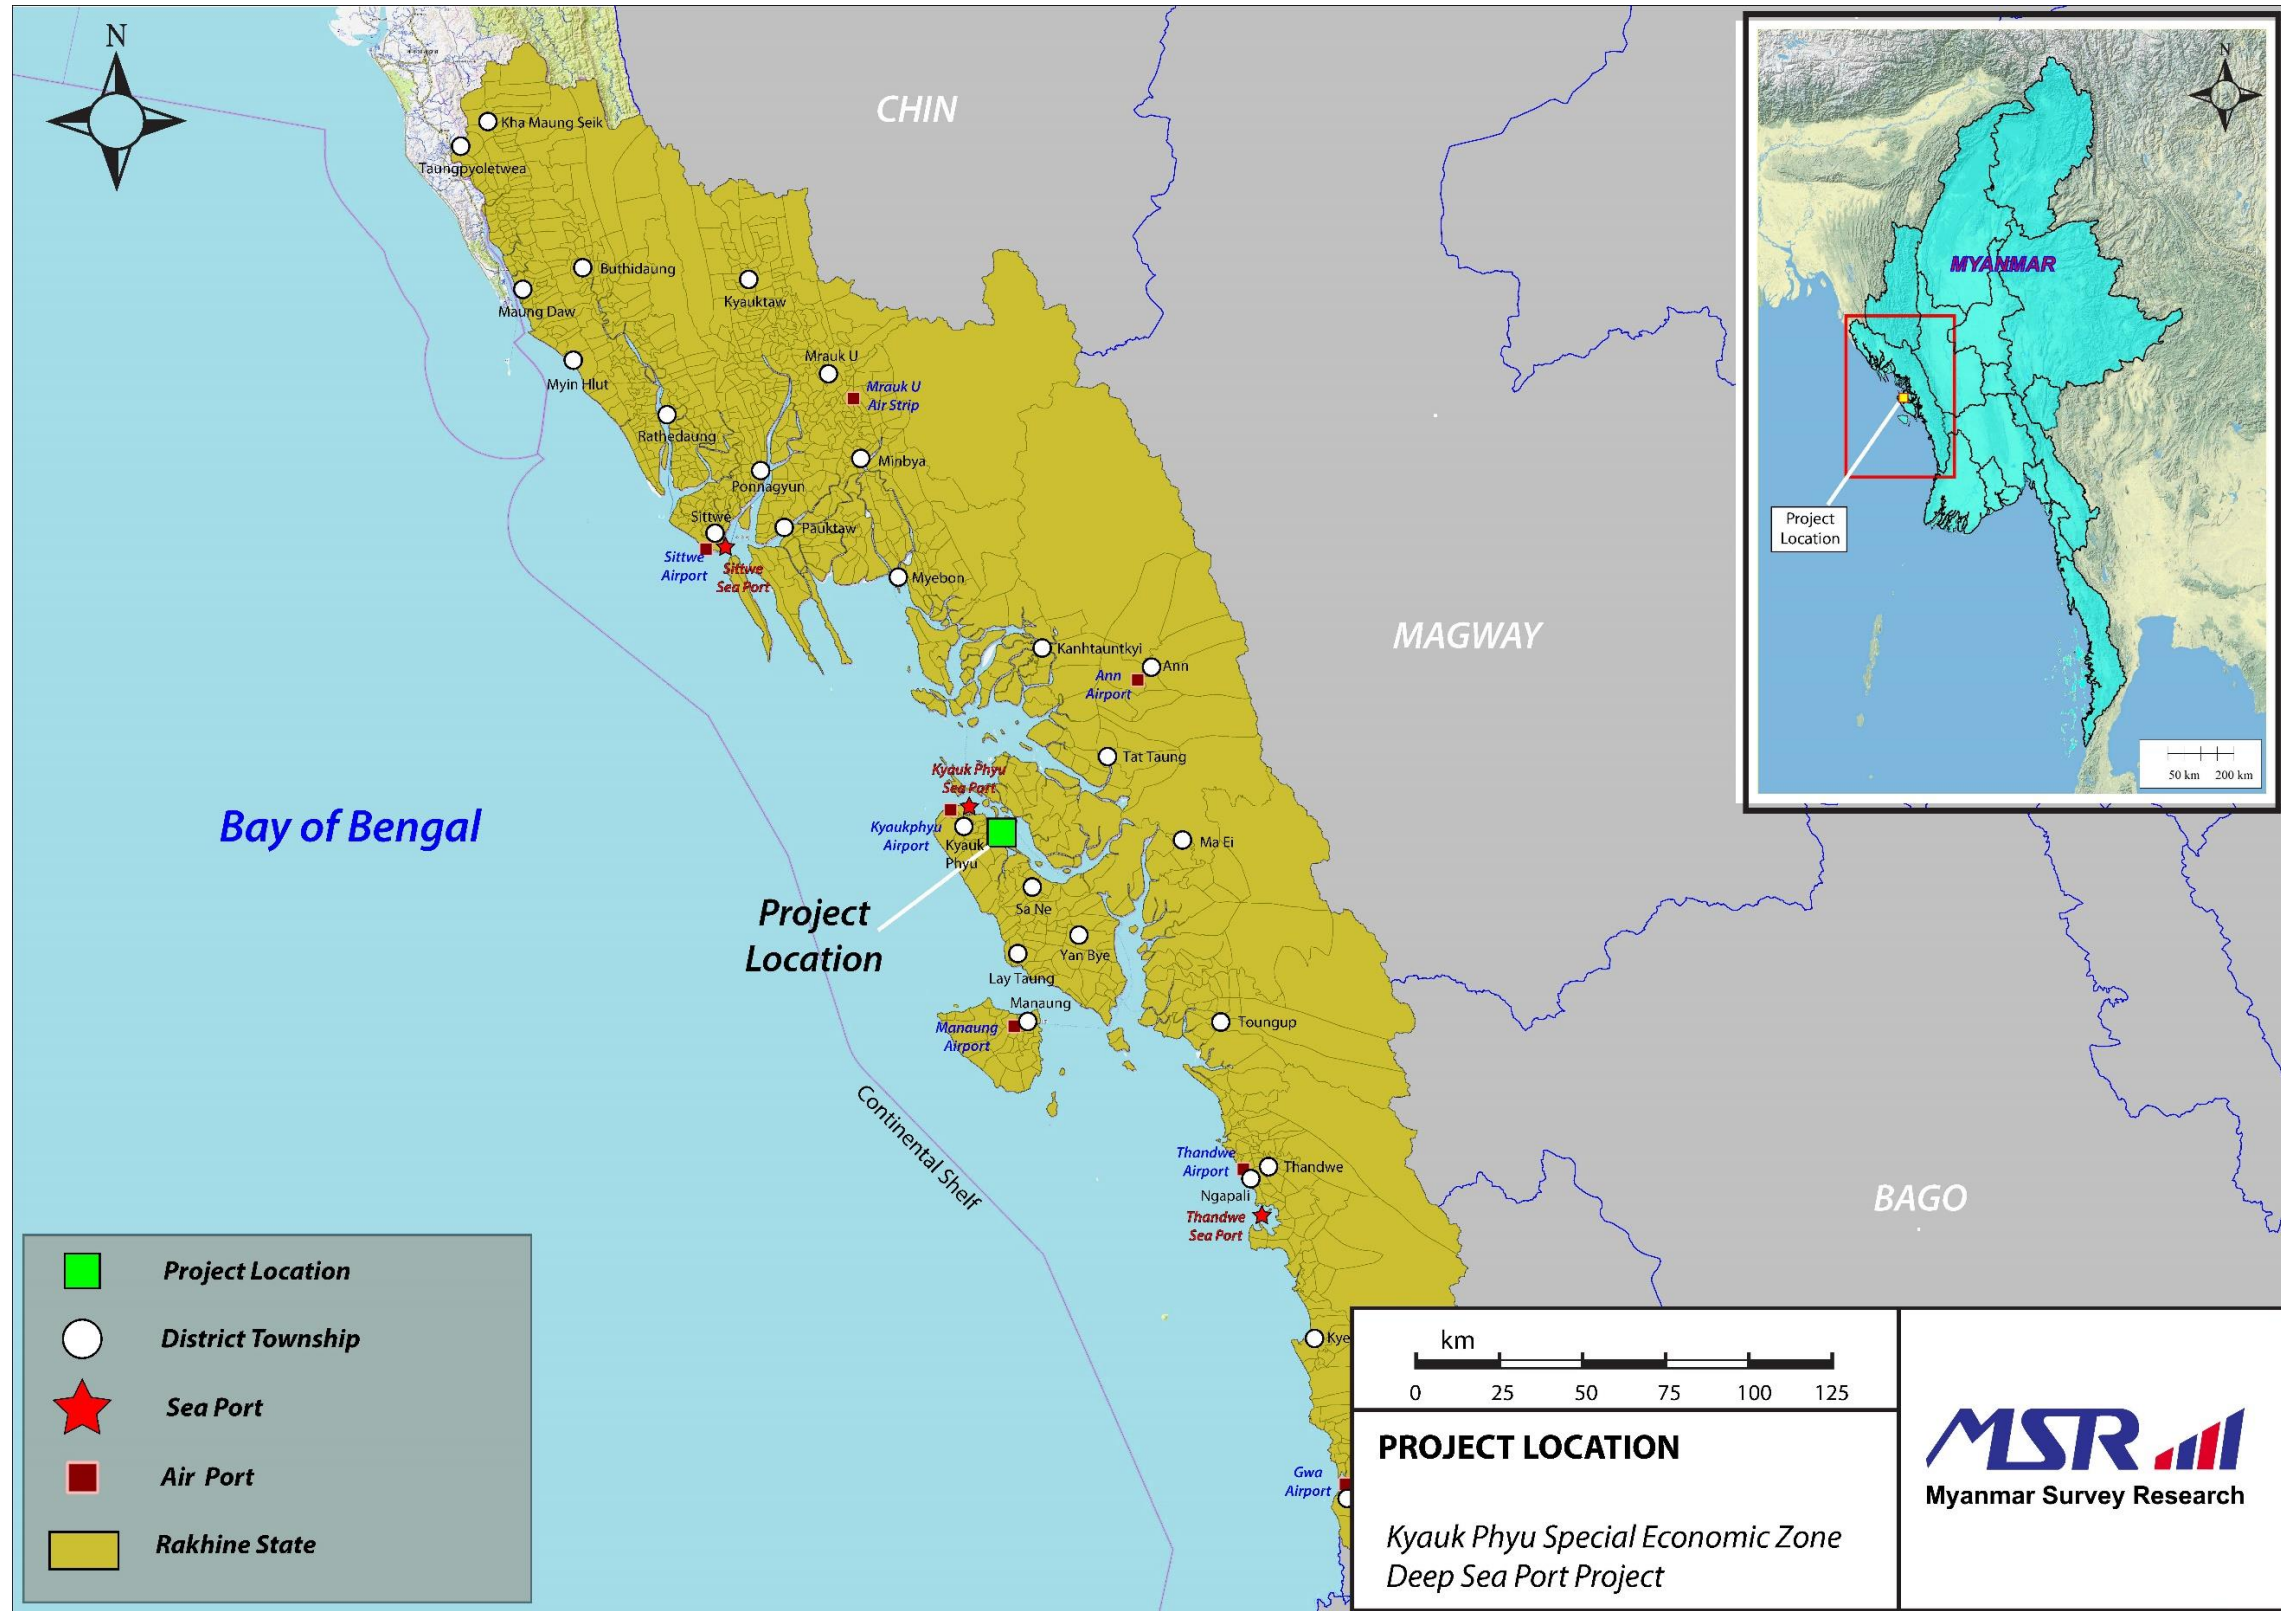 N
CHIN
Kha Maung Seik
Taungpyoletwea
Buthidaung
Maung Daw
Kyauktaw
Myin Hlut
Mrauk U
Mrauk U
Air Strip
Rathedaung
Minbya
Ponnagyun
Sittwe
Pauktaw
Sittwe
Airport
Sittwe
Sea Port
Myebon
MAGWAY
Kanhtauntkyi
Ann
Ann
Airport
Tat Taung
Kyauk Phyu
Sea Port
Kyaukphyu
Airport
Kyauk
Phyu
Ma Ei
Bay of Bengal
Project
Location
Sa Ne
Yan Bye
Lay Taung
Manaung
Manaung
Airport
Toungup
Continental Shelf
Thandwe
Airport
Thandwe
Ngapali
Thandwe
Sea Port
BAGO
Kye
Gwa
Airport
N
MYANMAR
Project
Location
50 km 200 km
Project Location
District Township
Sea Port
Air Port
Rakhine State
km
0 25 50 75 100 125
PROJECT LOCATION
Kyauk Phyu Special Economic Zone
Deep Sea Port Project
MSR
Myanmar Survey Research